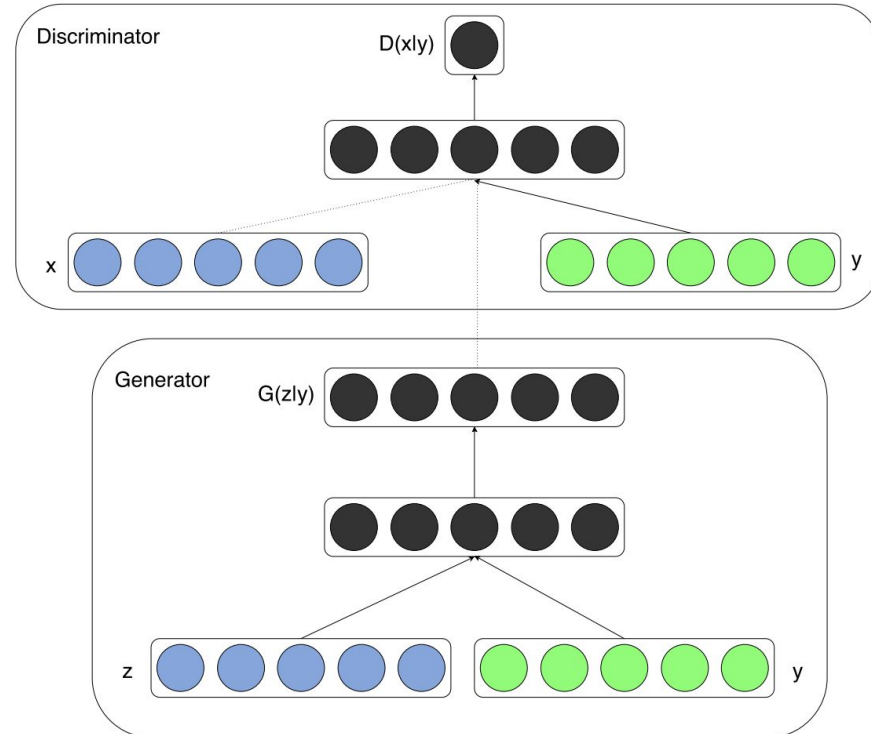 Discriminator
D(x|y)
x
y
Generator
G(z|y)
z
y